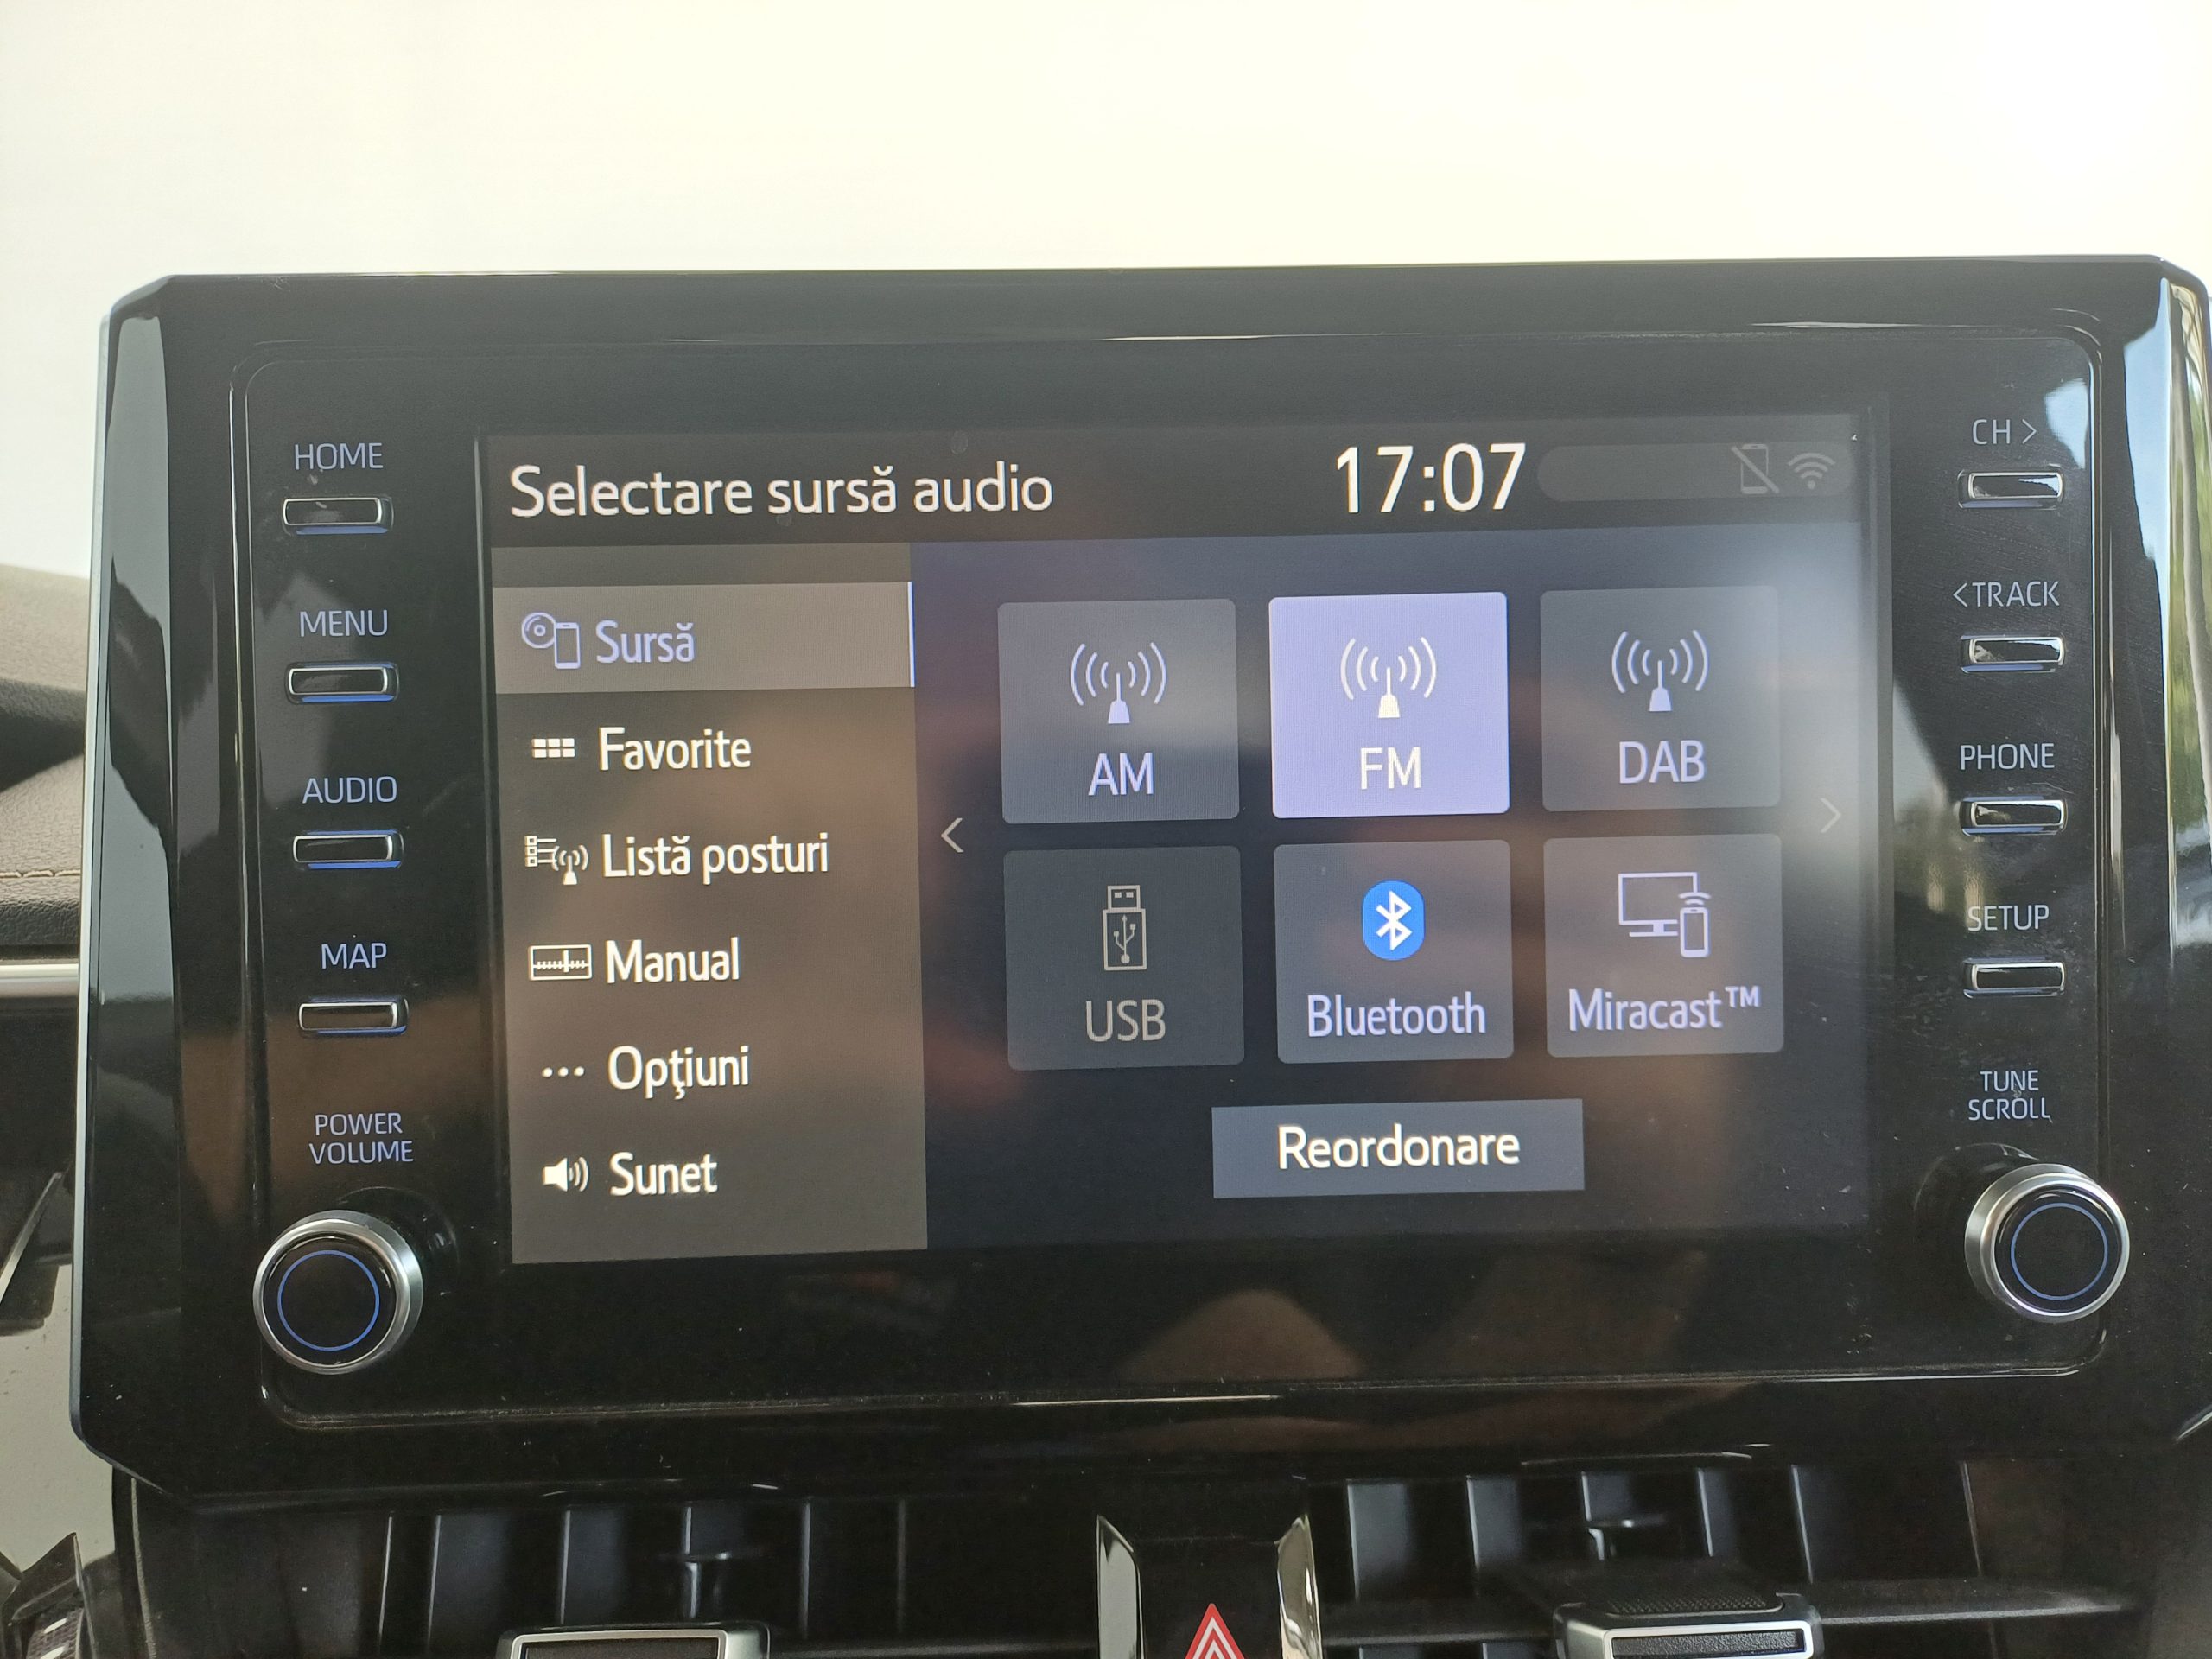 HOME
MENU
AUDIO
MAP
POWER
VOLUME
Selectare sursă audio
17:07
Sursă
Favorite
Listă posturi
Manual
Opţiuni
Sunet
AM
FM
DAB
USB
Bluetooth
Miracast™
Reordonare
CH >
< TRACK
PHONE
SETUP
TUNE
SCROLL